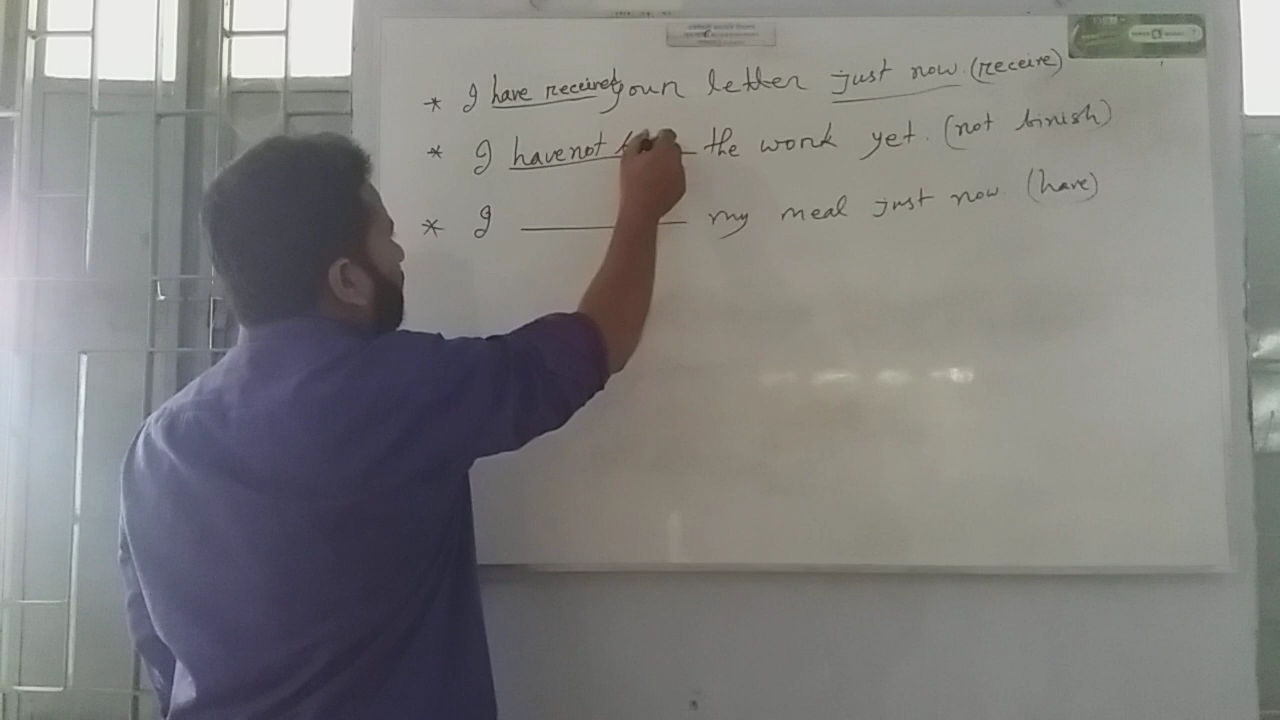 * I have received your letter just now. (receive)
* I have not the work yet. (not finish)
* I ________ my meal just now. (have)